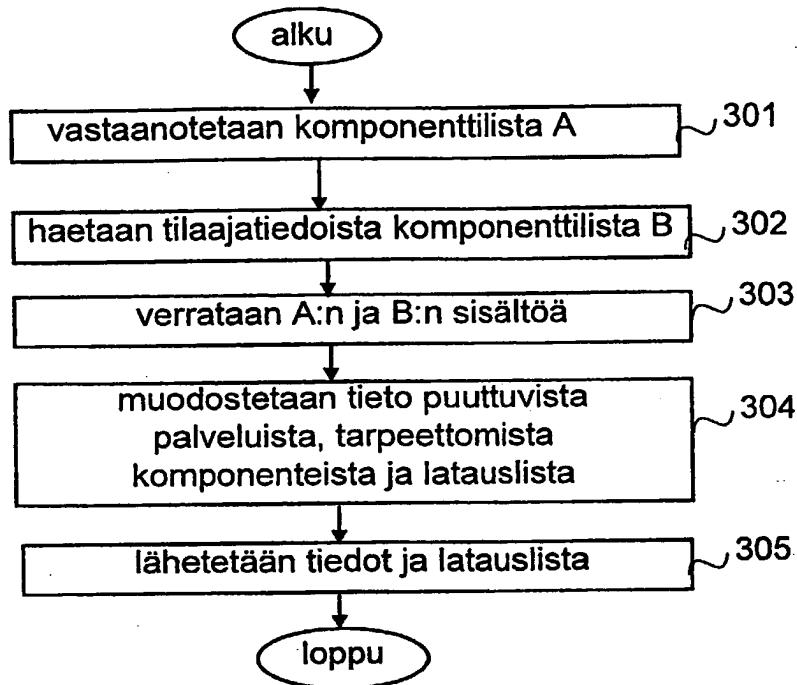 alku
vastaanotetaan komponenttilista A
301
haetaan tilaajatiedoista komponenttilista B
302
verrataan A:n ja B:n sisältöä
303
muodostetaan tieto puuttuvista
palveluista, tarpeettomista
komponenteista ja latauslista
304
lähetetään tiedot ja latauslista
305
loppu